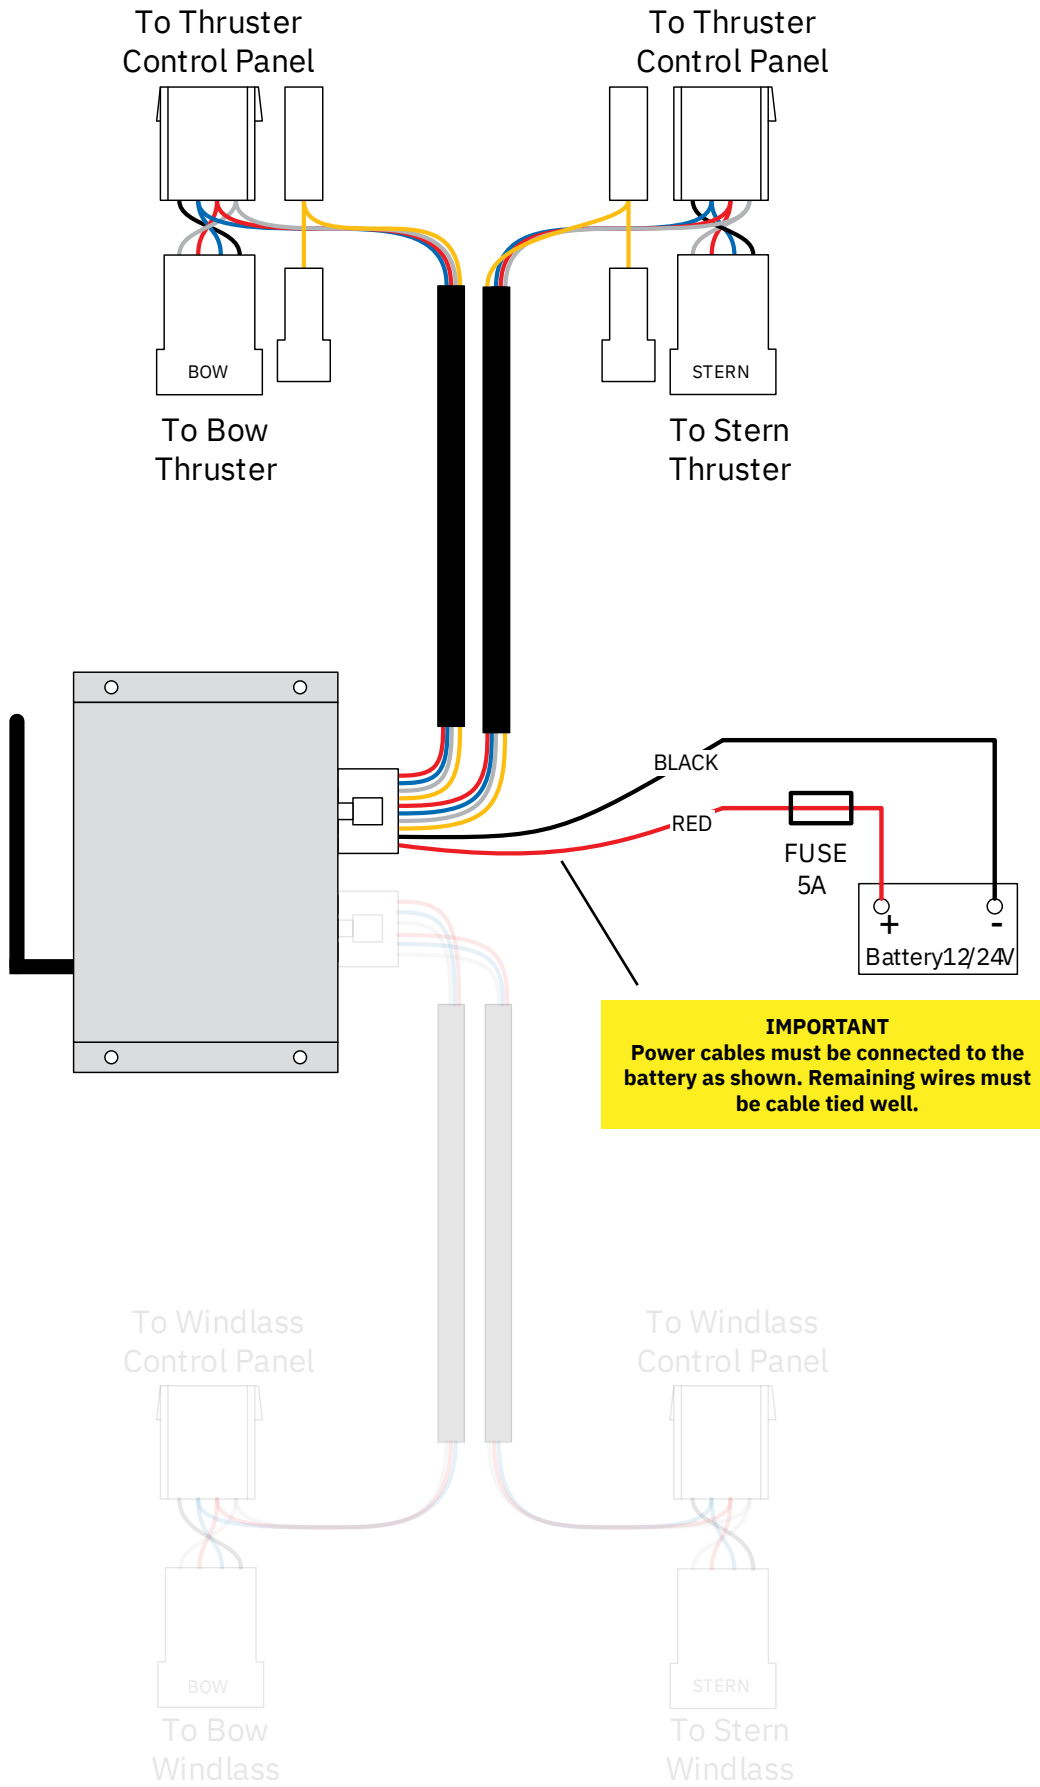 To Thruster
Control Panel
To Thruster
Control Panel
BOW
STERN
To Bow
Thruster
To Stern
Thruster
BLACK
RED
FUSE
5A
+
-
Battery12/24V
IMPORTANT
Power cables must be connected to the
battery as shown. Remaining wires must
be cable tied well.
To Windlass
Control Panel
To Windlass
Control Panel
BOW
STERN
To Bow
Windlass
To Stern
Windlass